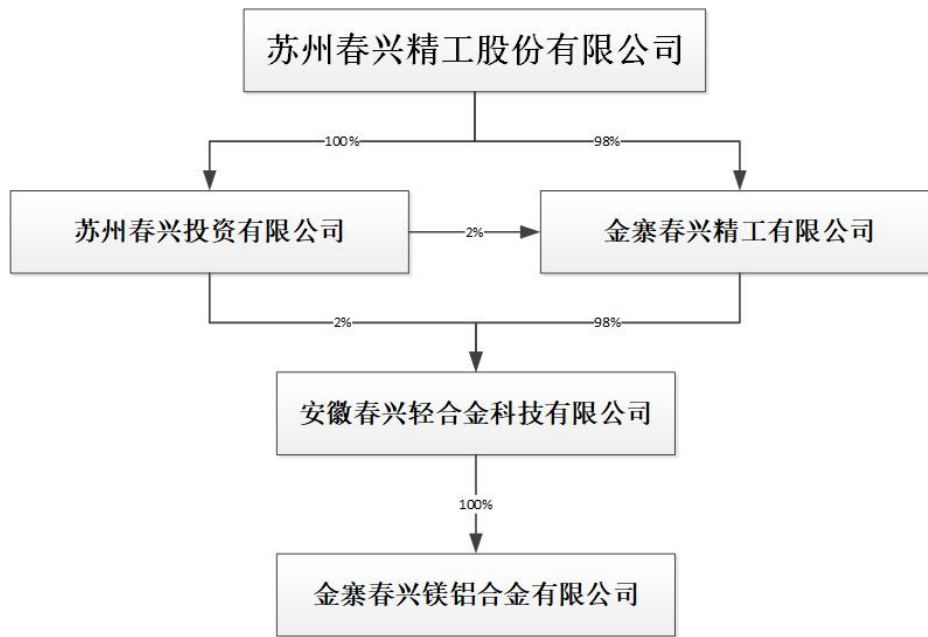 苏州春兴精工股份有限公司
100%
98%
苏州春兴投资有限公司
2%
金寨春兴精工有限公司
2%
98%
安徽春兴轻合金科技有限公司
100%
金寨春兴镁铝合金有限公司